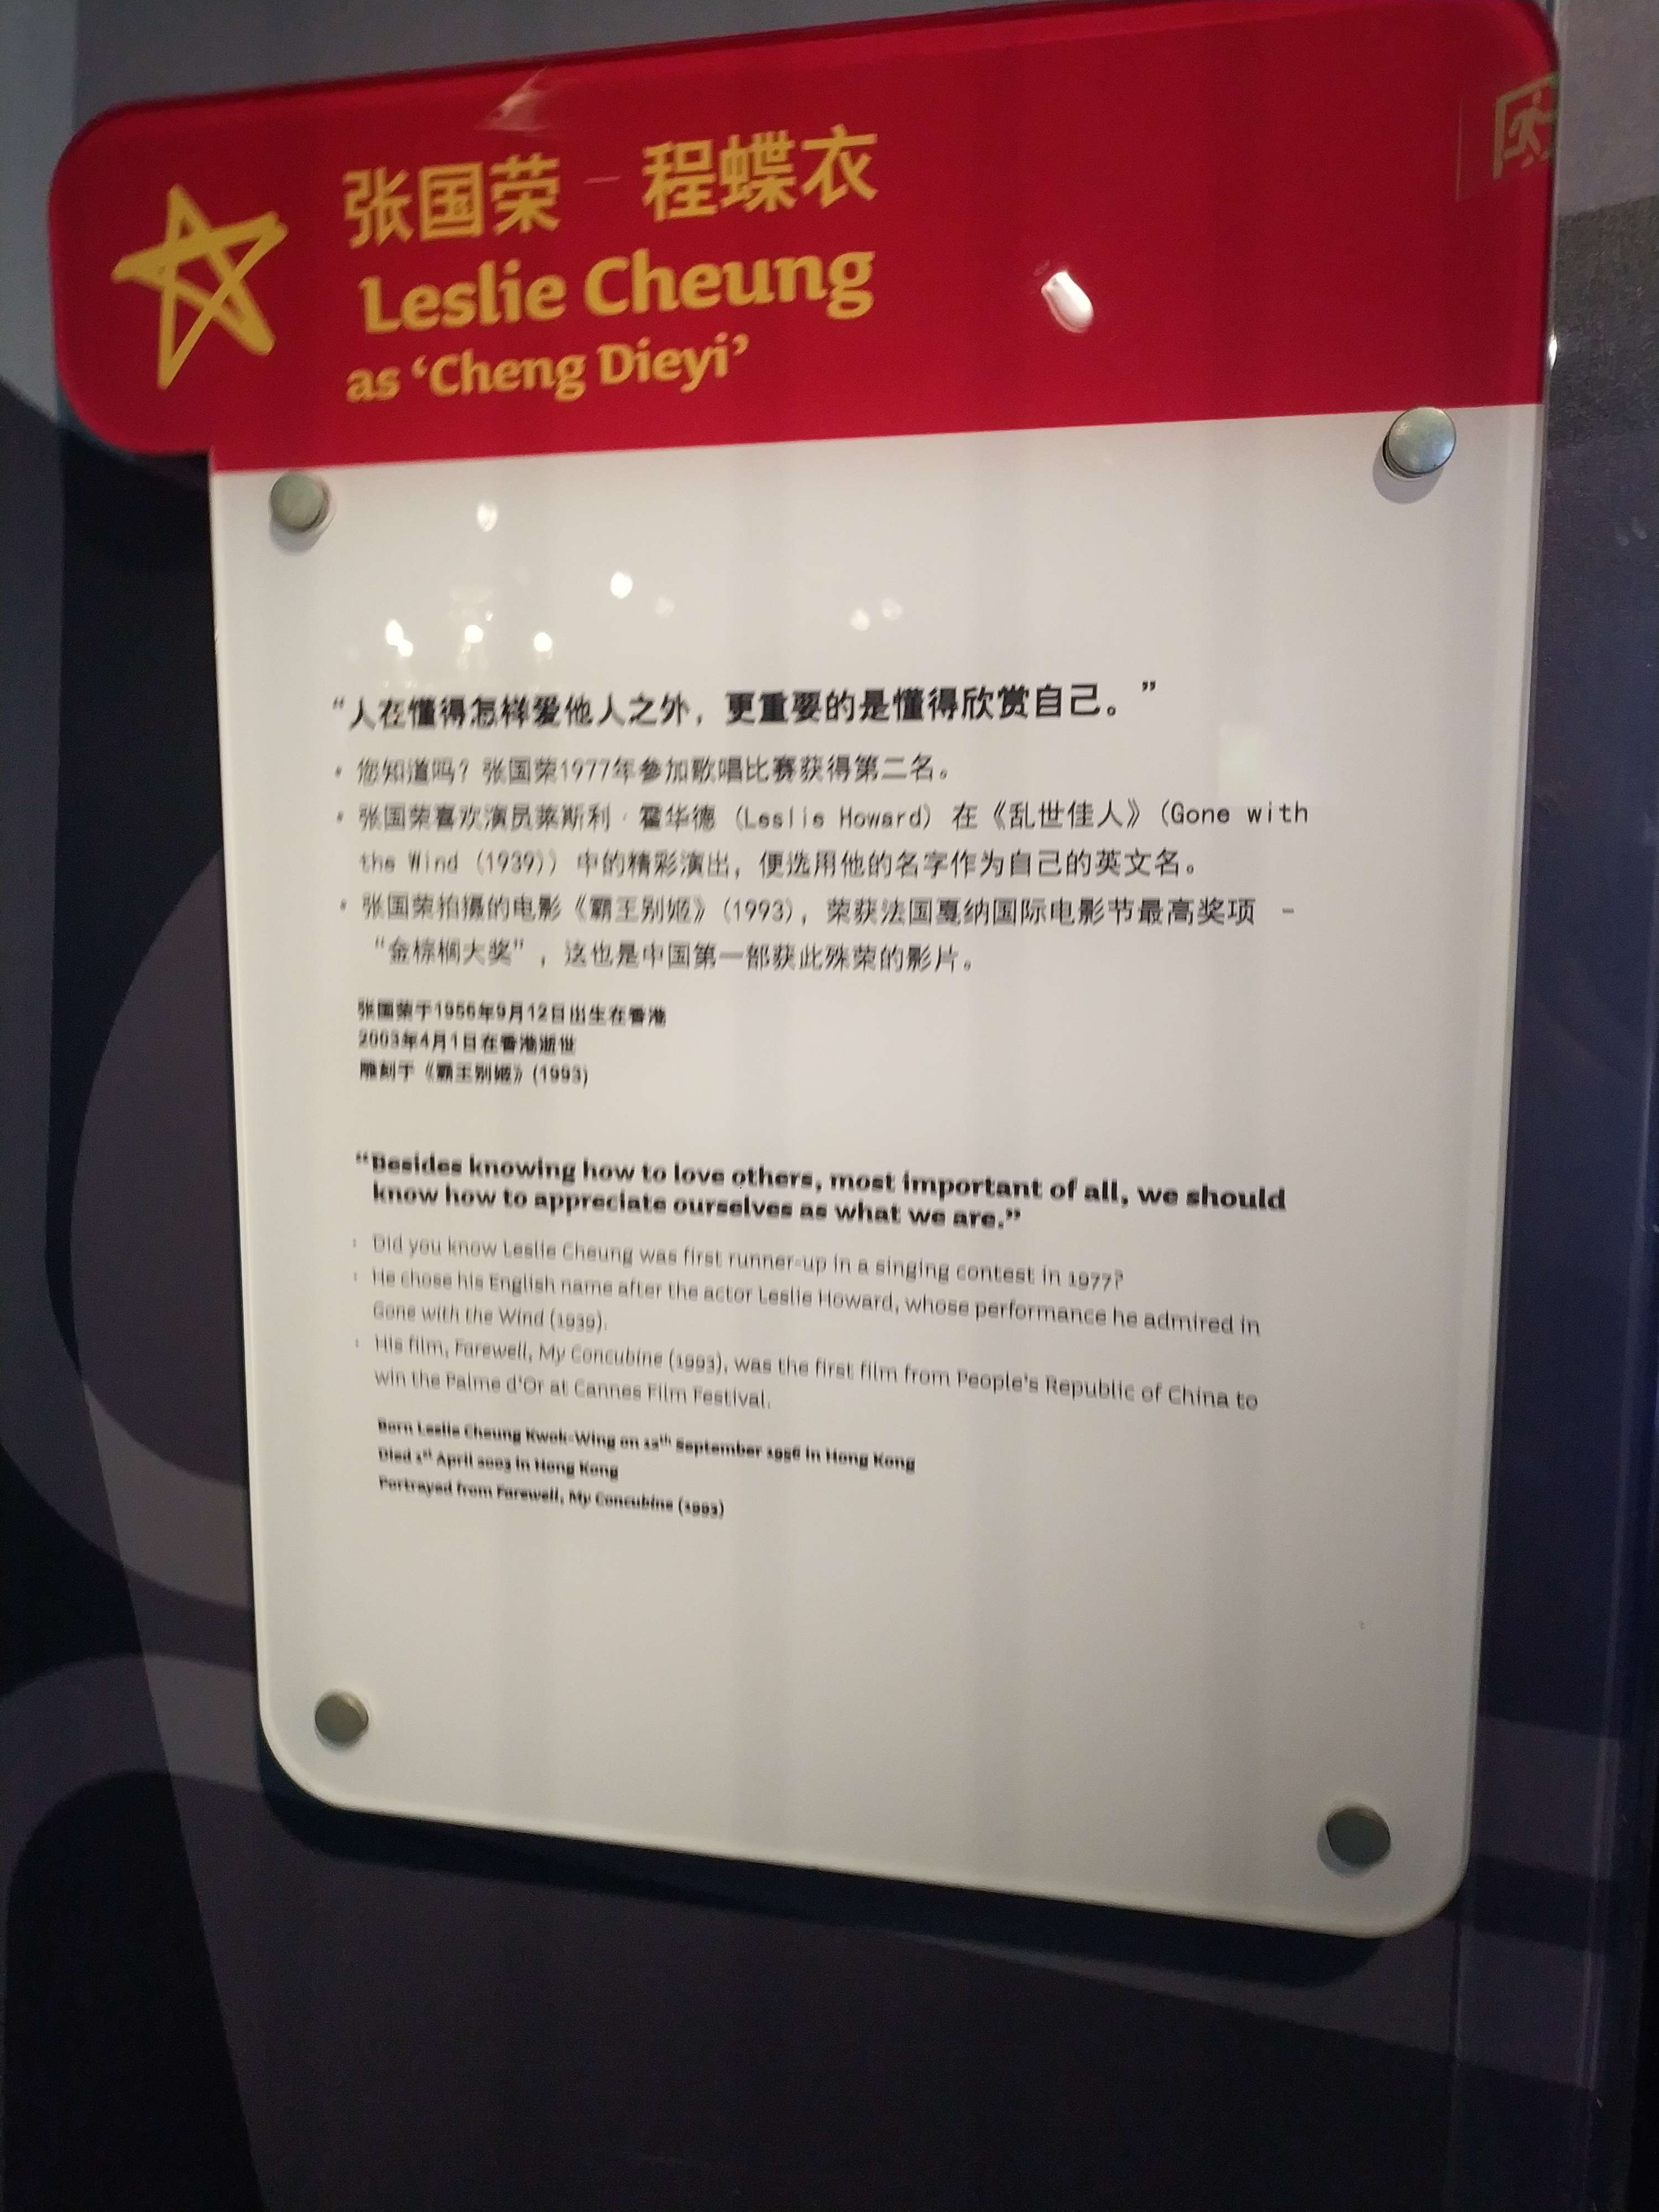 张国荣 - 程蝶衣
Leslie Cheung
as ‘Cheng Dieyi’
“人在懂得怎样爱他人之外，更重要的是懂得欣赏自己。”
• 您知道吗？张国荣1977年参加歌唱比赛获得第二名。
• 张国荣喜欢演员莱斯利·霍华德 (Leslie Howard) 在《乱世佳人》(Gone with
the Wind (1939)) 中的精彩演出，便选用他的名字作为自己的英文名。
• 张国荣拍摄的电影《霸王别姬》(1993)，荣获法国戛纳国际电影节最高奖项 -
“金棕榈大奖”，这也是中国第一部获此殊荣的影片。
张国荣于1956年9月12日出生在香港
2003年4月1日在香港逝世
雕刻于《霸王别姬》(1993)
“Besides knowing how to love others, most important of all, we should
know how to appreciate ourselves as what we are.”
• Did you know Leslie Cheung was first runner-up in a singing contest in 1977?
• He chose his English name after the actor Leslie Howard, whose performance he admired in
Gone with the Wind (1939).
• His film, Farewell, My Concubine (1993), was the first film from People's Republic of China to
win the Palme d'Or at Cannes Film Festival.
Born Leslie Cheung Kwok-Wing on 12th September 1956 in Hong Kong
Died 1st April 2003 in Hong Kong
Portrayed from Farewell, My Concubine (1993)